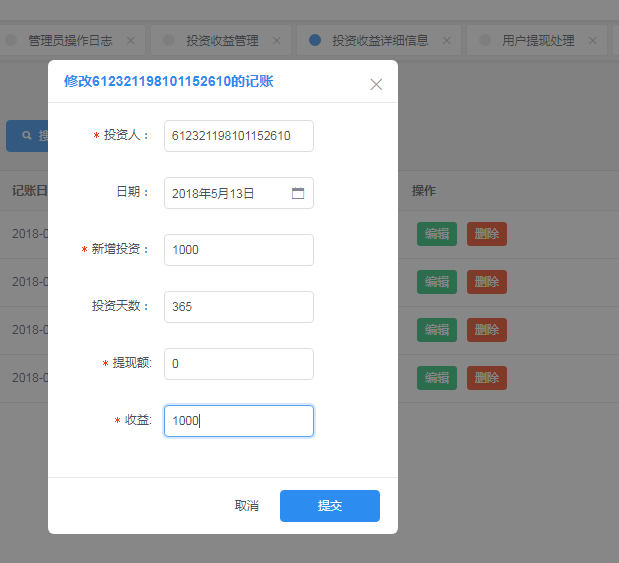 管理员操作日志 投资收益管理 投资收益详细信息 用户提现处理
修改612321198101152610的记账
搜
* 投资人： 612321198101152610
记账日 操作
日期： 2018年5月13日
2018-0 编辑 删除
* 新增投资： 1000
2018-0 编辑 删除
投资天数： 365
2018-0 编辑 删除
* 提现额: 0
2018-0 编辑 删除
* 收益: 1000
取消 提交